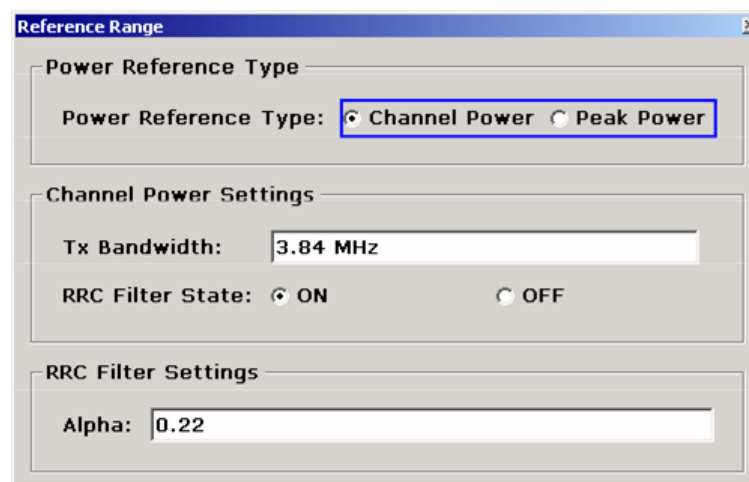 Reference Range
Power Reference Type
Power Reference Type: Channel Power Peak Power
Channel Power Settings
Tx Bandwidth: 3.84 MHz
RRC Filter State: ON OFF
RRC Filter Settings
Alpha: 0.22